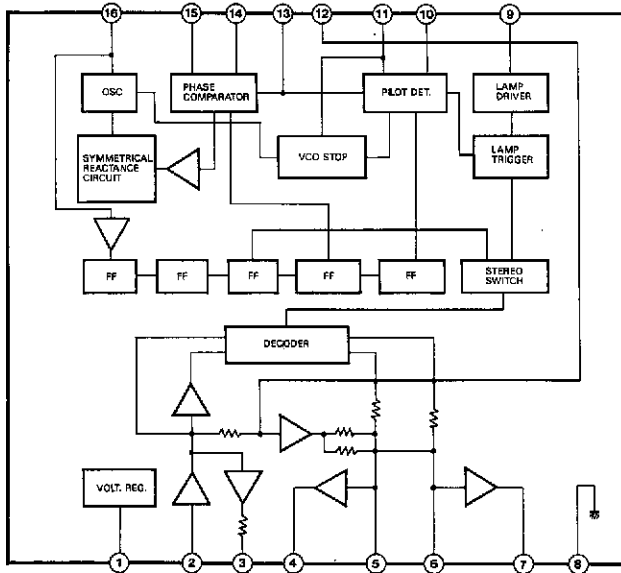 16 15 14 13 12 11 10 9
OSC
PHASE
COMPARATOR
PILOT DET.
LAMP
DRIVER
SYMMETRICAL
REACTANCE
CIRCUIT
VCO STOP
LAMP
TRIGGER
FF FF FF FF FF
STEREO
SWITCH
DECODER
VOLT. REG.
1 2 3 4 5 6 7 8